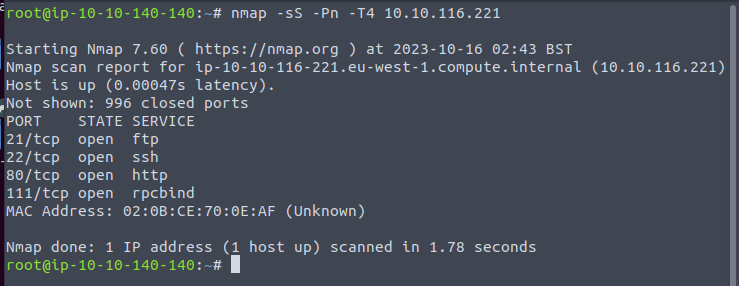 root@ip-10-10-140-140:~# nmap -sS -Pn -T4 10.10.116.221

Starting Nmap 7.60 ( https://nmap.org ) at 2023-10-16 02:43 BST
Nmap scan report for ip-10-10-116-221.eu-west-1.compute.internal (10.10.116.221)
Host is up (0.00047s latency).
Not shown: 996 closed ports
PORT    STATE SERVICE
21/tcp  open  ftp
22/tcp  open  ssh
80/tcp  open  http
111/tcp open  rpcbind
MAC Address: 02:0B:CE:70:0E:AF (Unknown)

Nmap done: 1 IP address (1 host up) scanned in 1.78 seconds
root@ip-10-10-140-140:~#